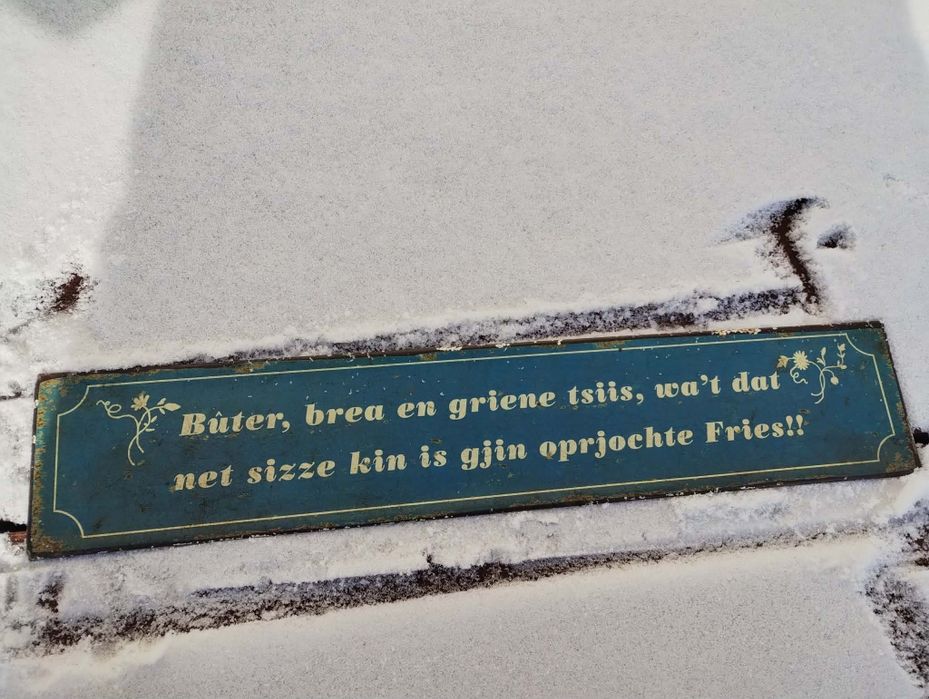 Bûter, brea en griene tsiis, wa't dat
net sizze kin is gjin oprjochte Fries!!